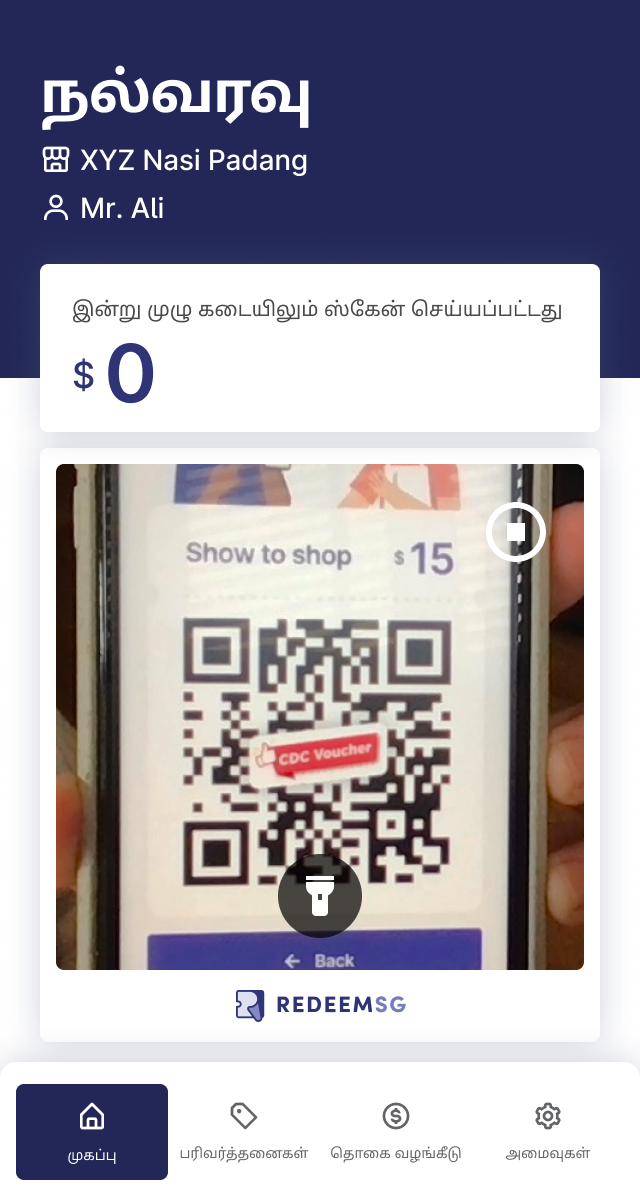 நல்வரவு
XYZ Nasi Padang
Mr. Ali
இன்று முழு கடையிலும் ஸ்கேன் செய்யப்பட்டது
$ 0
Show to shop $ 15
CDC Voucher
← Back
REDEEMSG
முகப்பு பரிவர்த்தனைகள் தொகை வழங்கீடு அமைவுகள்